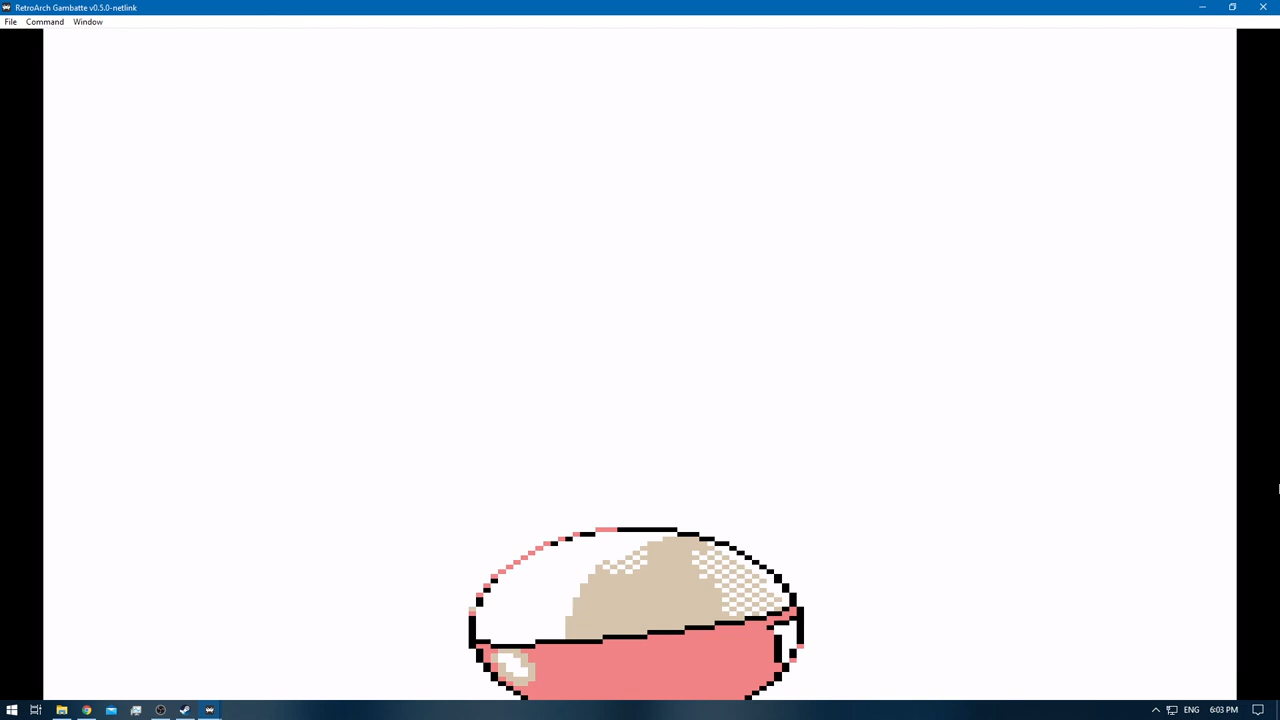 RetroArch Gambatte v0.5.0-netlink
File Command Window
ENG 6:03 PM